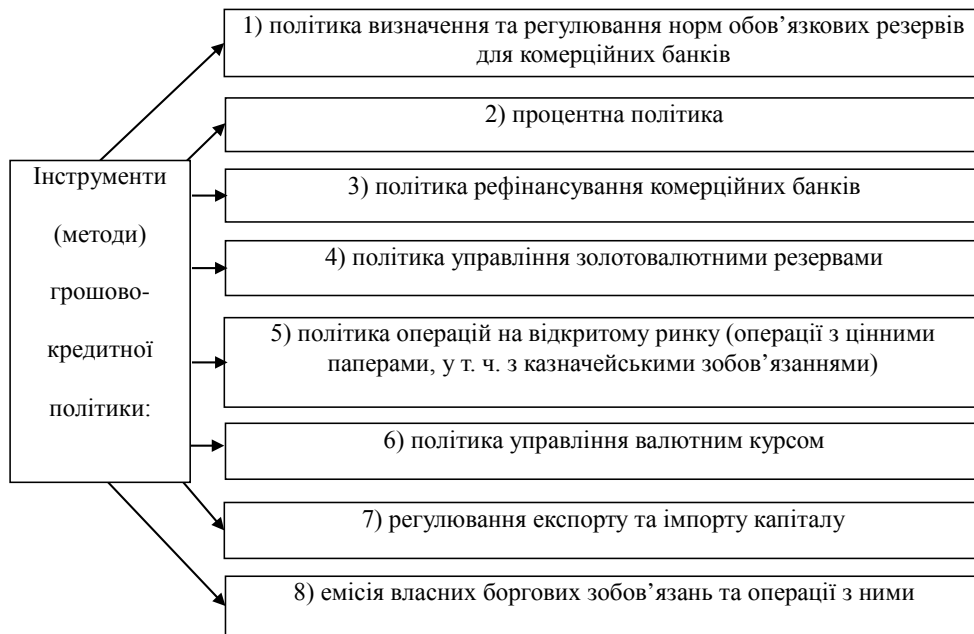 1) політика визначення та регулювання норм обов’язкових резервів
для комерційних банків
2) процентна політика
Інструменти
(методи)
грошово-
кредитної
політики:
3) політика рефінансування комерційних банків
4) політика управління золотовалютними резервами
5) політика операцій на відкритому ринку (операції з цінними
паперами, у т. ч. з казначейськими зобов’язаннями)
6) політика управління валютним курсом
7) регулювання експорту та імпорту капіталу
8) емісія власних боргових зобов’язань та операції з ними